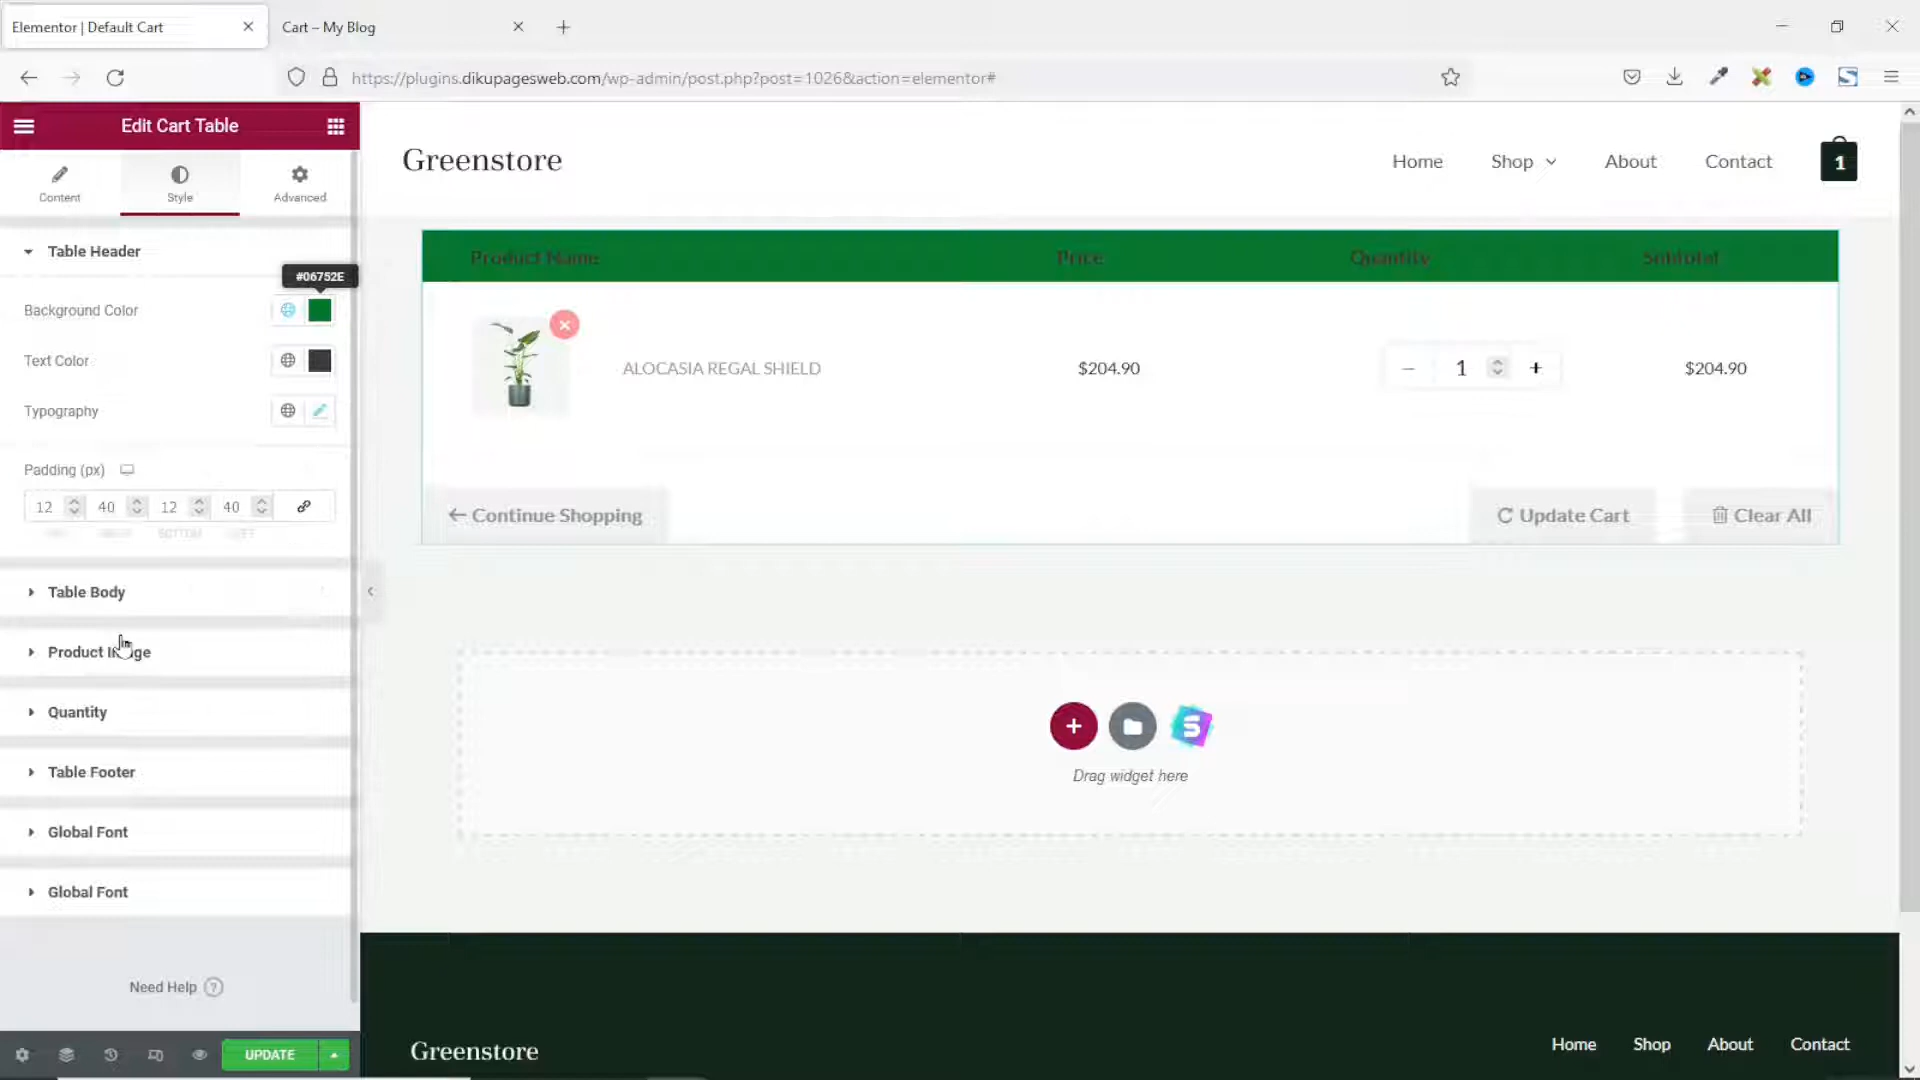 Elementor | Default Cart
Cart – My Blog
https://plugins.dikupagesweb.com/wp-admin/post.php?post=1026&action=elementor#
Edit Cart Table
Content
Style
Advanced
Table Header
#06752E
Background Color
Text Color
Typography
Padding (px)
12 40 12 40
BOTTOM LEFT
Table Body
Product Image
Quantity
Table Footer
Global Font
Global Font
Need Help ?
UPDATE
Greenstore
Home Shop About Contact
1
Product Name Price Quantity Subtotal
ALOCASIA REGAL SHIELD $204.90 − 1 + $204.90
Continue Shopping Update Cart Clear All
Drag widget here
Greenstore
Home Shop About Contact